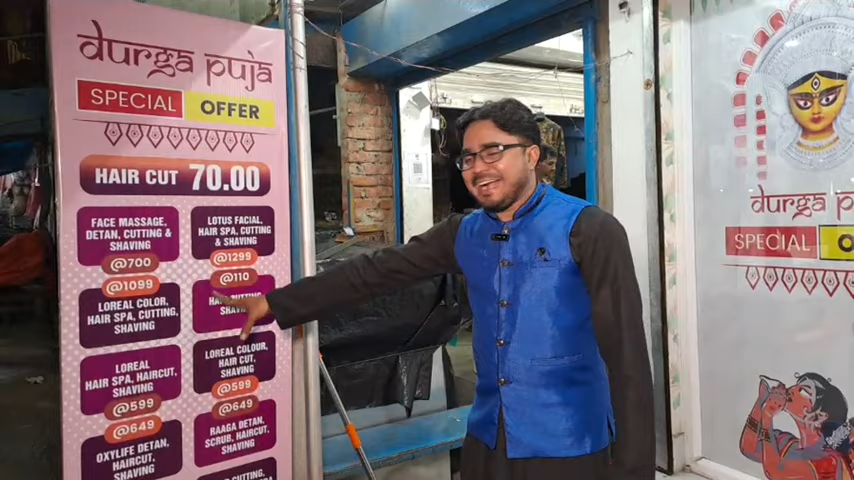 durga puja
SPECIAL OFFER
HAIR CUT 70.00
FACE MASSAGE,
DETAN, CUTTING &
SHAVING
@700
LOTUS FACIAL,
HAIR SPA, CUTTING
& SHAVING
@1299
@1099
LOREAL COLOR,
HAIR SPA, CUTTING,
SHAVING
@110
HAIR CUTTING
SHAVING
LOREAL
HAIR SPA, HAIRCUT
SHAVING
@599
LOREAL COLOUR,
HAIR CUT,
SHAVING
@599
@649
OXYLIFE DETAN,
HAIRCUT,
SHAVING
@649
RAAGA DETAN,
SCRUB, HAIRCUT,
SHAVING
durga
SPECIAL